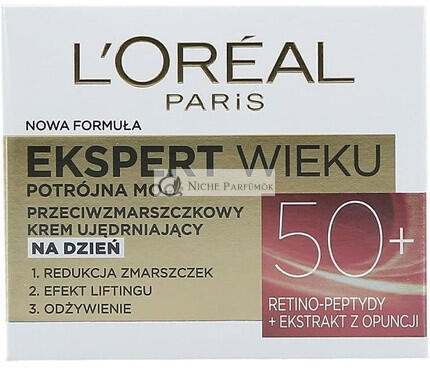 L'ORÉAL
PARIS
NOWA FORMUŁA
EKSPERT WIEKU
POTRÓJNA MOC
NICHE PARFÜMÖK
PRZECIWZMARSZCZKOWY
KREM UJĘDRNIAJĄCY
NA DZIEŃ
1. REDUKCJA ZMARSZCZEK
2. EFEKT LIFTINGU
3. ODŻYWIENIE
50+
RETINO-PEPTYDY
+ EKSTRAKT Z OPUNCJI